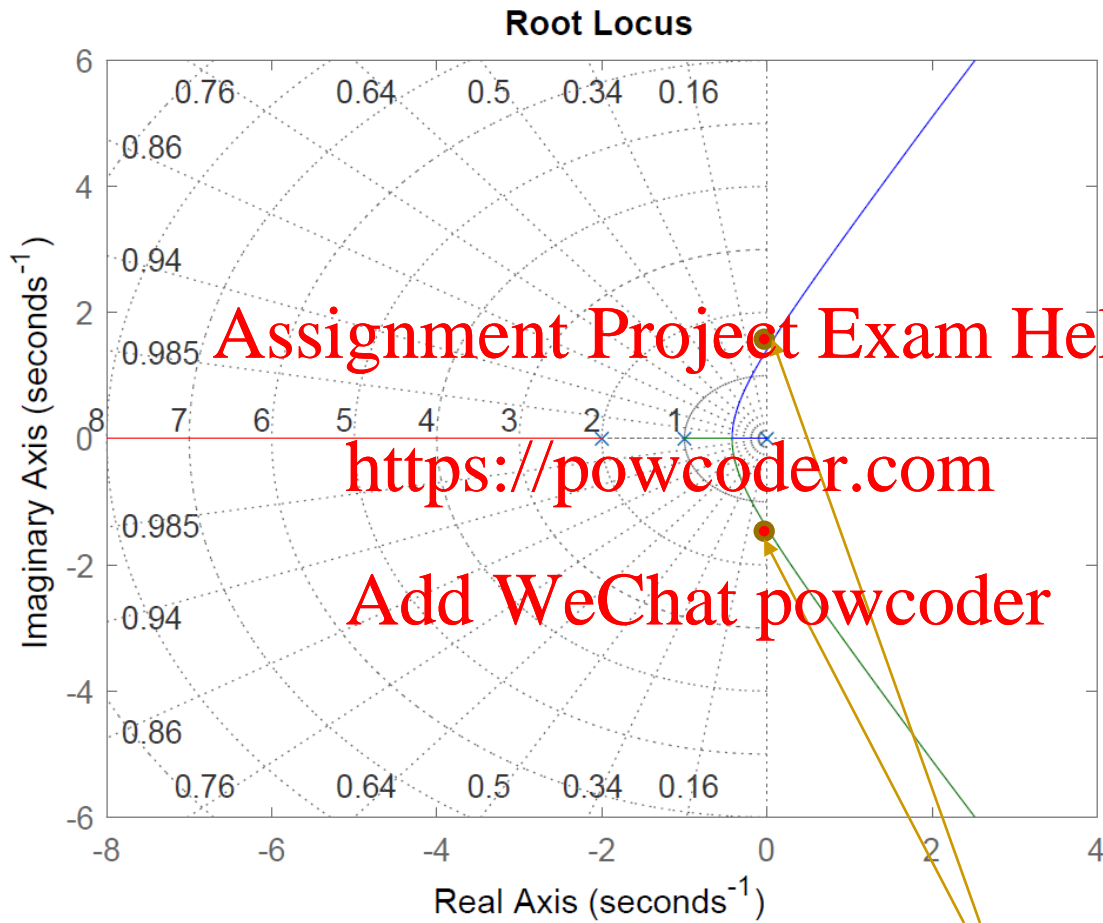 Root Locus
6
0.76 0.64 0.5 0.34 0.16
0.86
4
0.94
2
Assignment Project Exam Hel
0.985
8 7 6 5 4 3 2 1
0
https://powcoder.com
0.985
-2
Add WeChat powcoder
0.94
-4
0.86
0.76 0.64 0.5 0.34 0.16
-6
-8 -6 -4 -2 0 2 4
Real Axis (seconds-1)
Imaginary Axis (seconds-1)